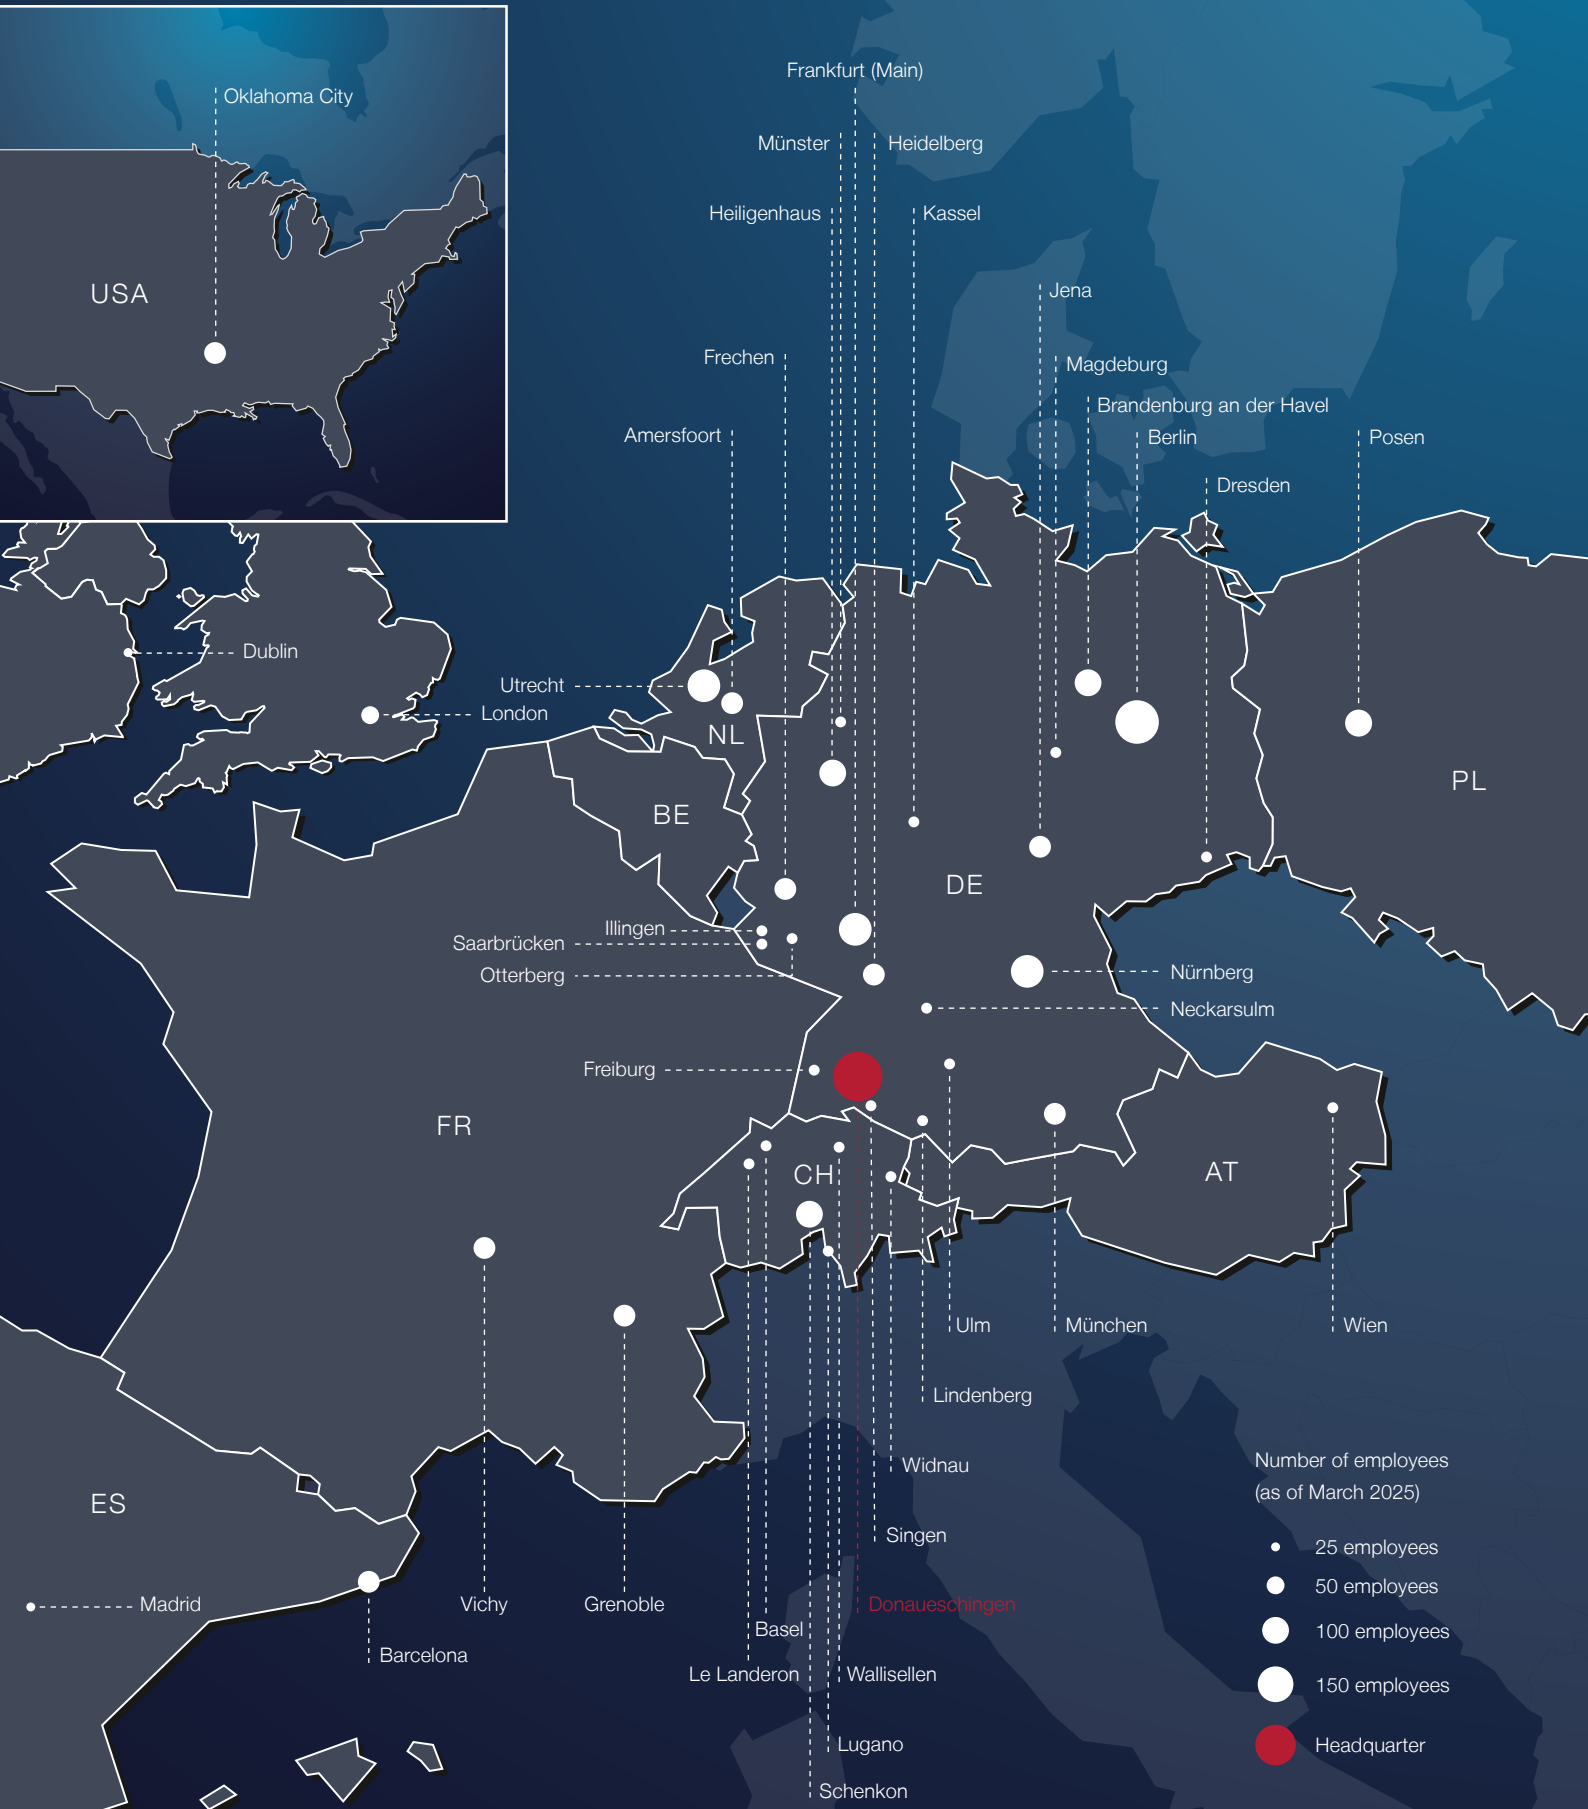 Frankfurt (Main)
Oklahoma City
Münster
Heidelberg
Heiligenhaus
Kassel
USA
Jena
Frechen
Magdeburg
Brandenburg an der Havel
Amersfoort
Berlin
Posen
Dresden
Dublin
Utrecht
London
NL
PL
BE
DE
Illingen
Saarbrücken
Otterberg
Nürnberg
Neckarsulm
Freiburg
FR
CH
AT
Ulm
München
Wien
Lindenberg
Widnau
Number of employees
(as of March 2025)
ES
Singen
25 employees
50 employees
Madrid
Vichy
Grenoble
Donaueschingen
Basel
100 employees
Barcelona
Le Landeron
Wallisellen
150 employees
Lugano
Headquarter
Schenkon